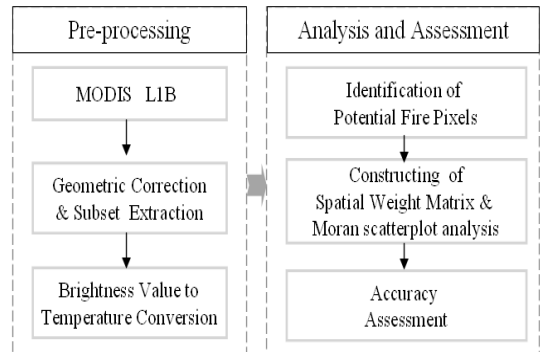 Pre-processing
MODIS L1B
Geometric Correction
& Subset Extraction
Brightness Value to
Temperature Conversion
Analysis and Assessment
Identification of
Potential Fire Pixels
Constructing of
Spatial Weight Matrix &
Moran scatterplot analysis
Accuracy
Assessment